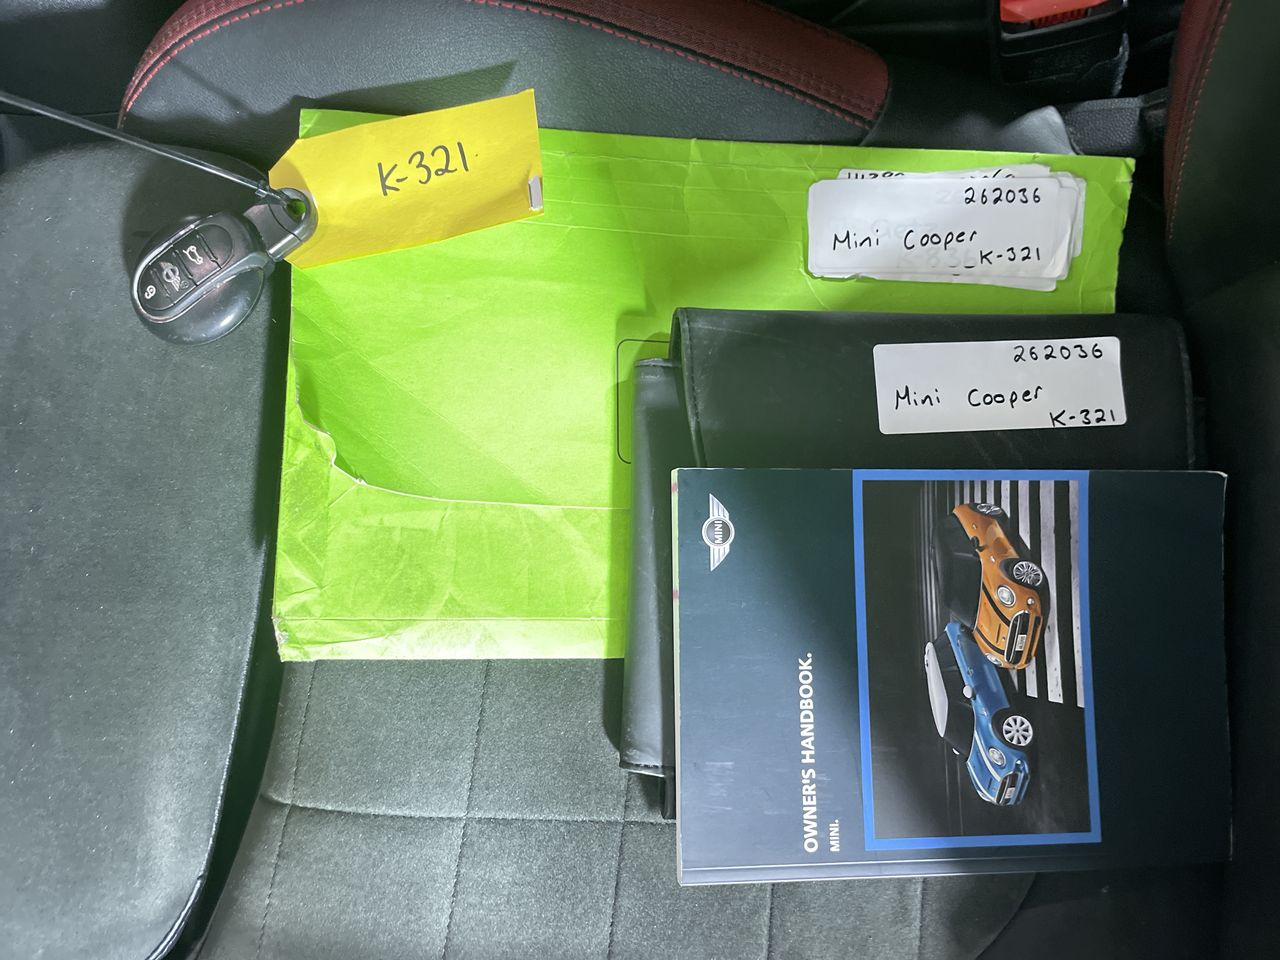 K-321
262036
Mini Cooper
K-321
262036
Mini Cooper
K-321
MINI
OWNER'S HANDBOOK.
MINI.